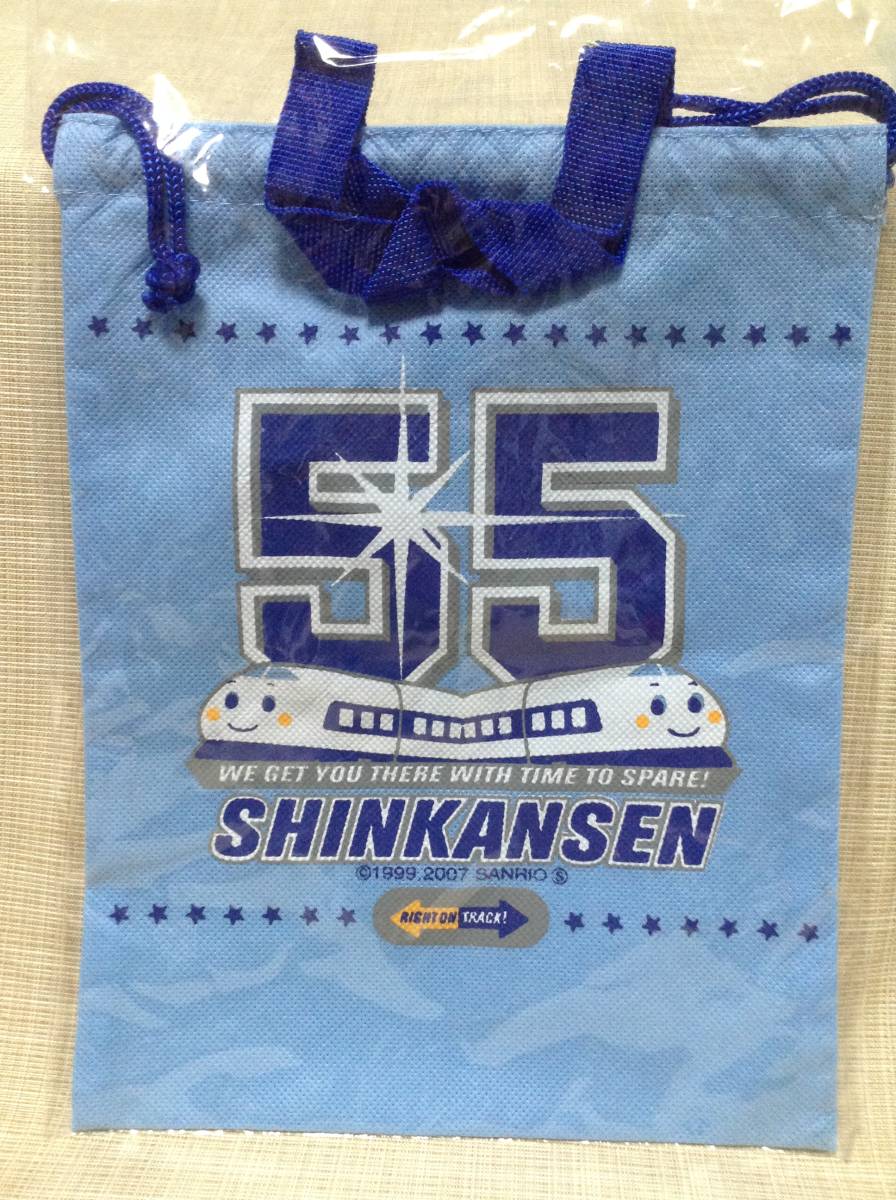 55
WE GET YOU THERE WITH TIME TO SPARE!
SHINKANSEN
©1999,2007 SANRIO Ⓢ
RIGHT ON TRACK!